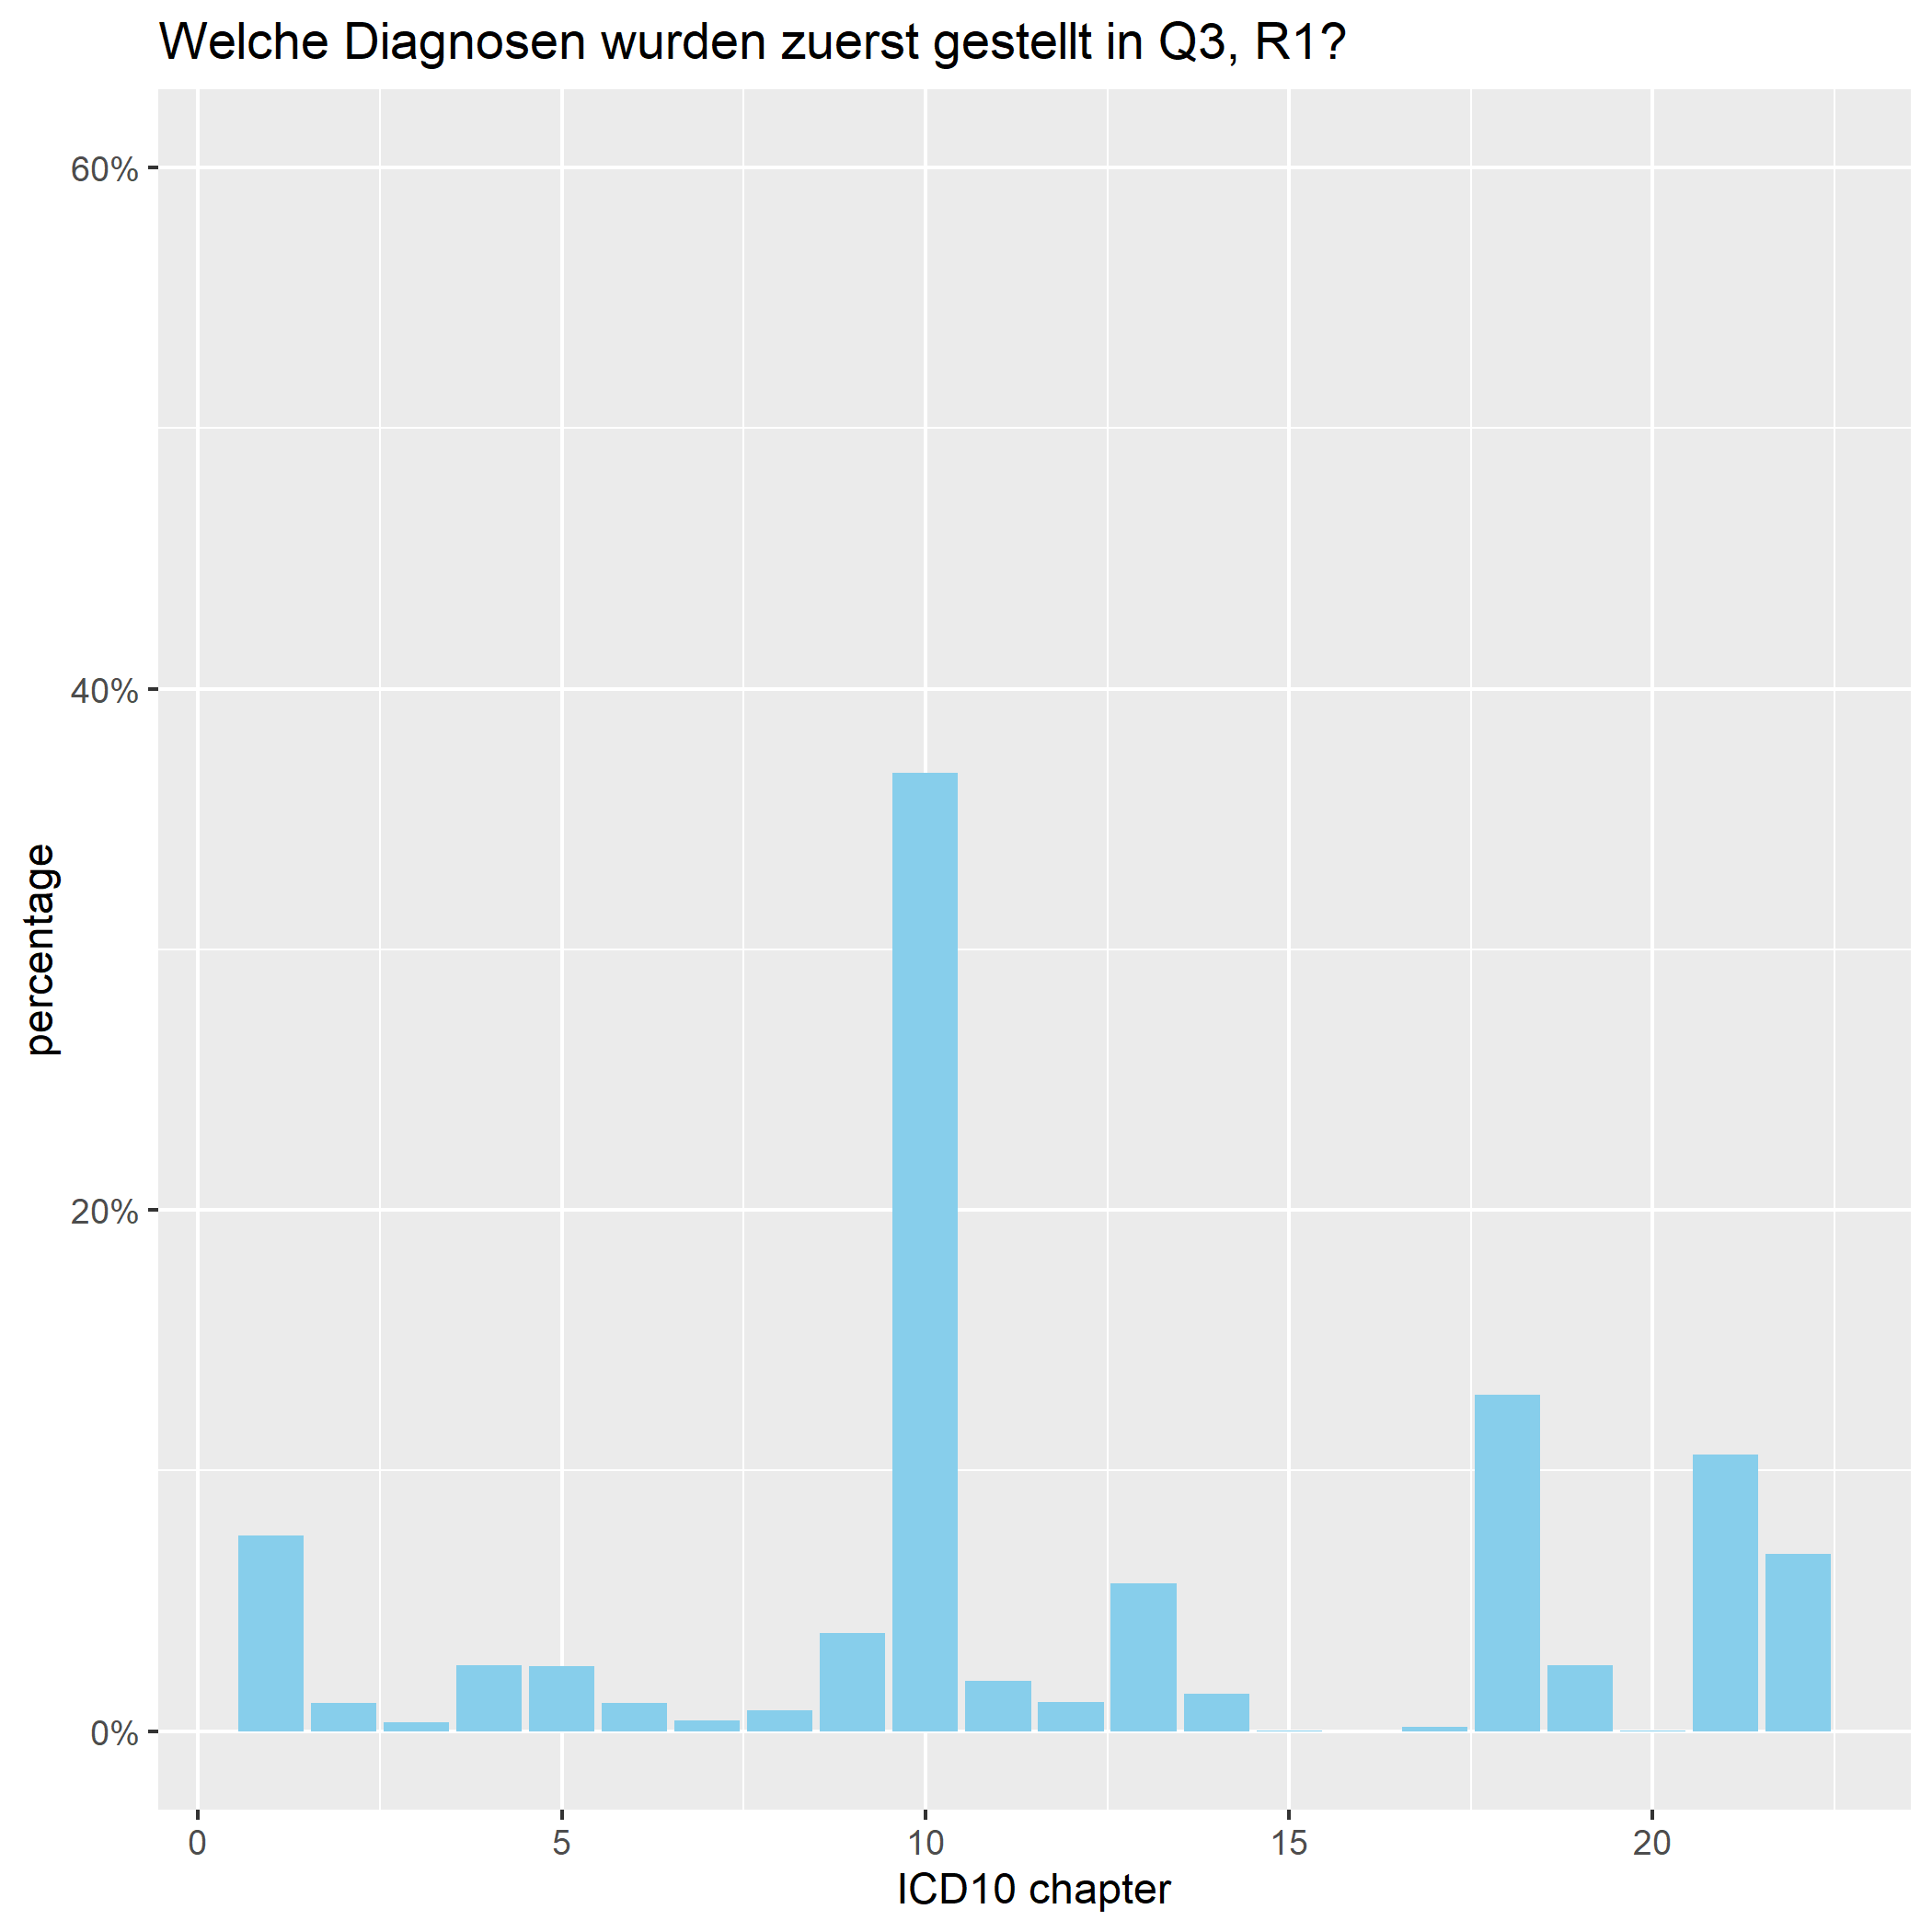 Welche Diagnosen wurden zuerst gestellt in Q3, R1?
60%
40%
20%
0%
percentage
0 5 10 15 20
ICD10 chapter